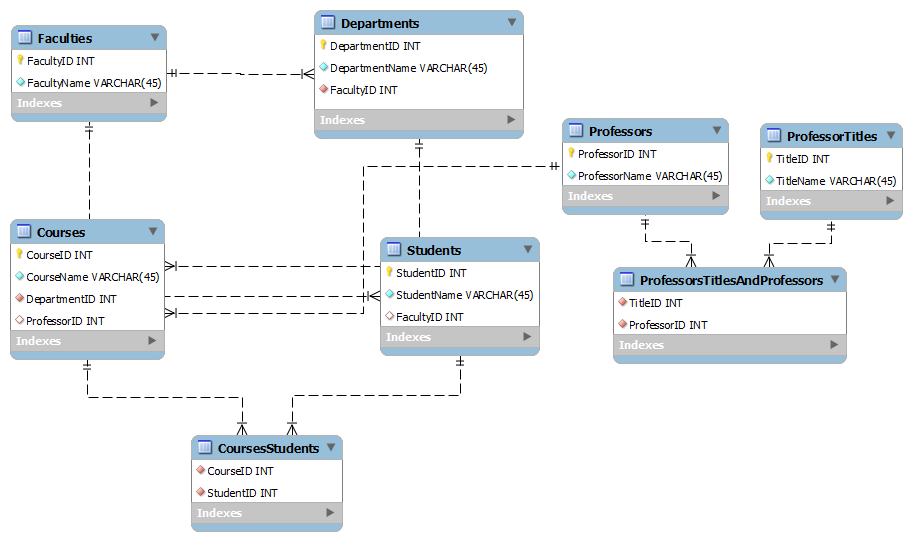 Faculties
FacultyID INT
FacultyName VARCHAR(45)
Indexes
Departments
DepartmentID INT
DepartmentName VARCHAR(45)
FacultyID INT
Indexes
Professors
ProfessorID INT
ProfessorName VARCHAR(45)
Indexes
ProfessorTitles
TitleID INT
TitleName VARCHAR(45)
Indexes
Courses
CourseID INT
CourseName VARCHAR(45)
DepartmentID INT
ProfessorID INT
Indexes
Students
StudentID INT
StudentName VARCHAR(45)
FacultyID INT
Indexes
ProfessorsTitlesAndProfessors
TitleID INT
ProfessorID INT
Indexes
CoursesStudents
CourseID INT
StudentID INT
Indexes